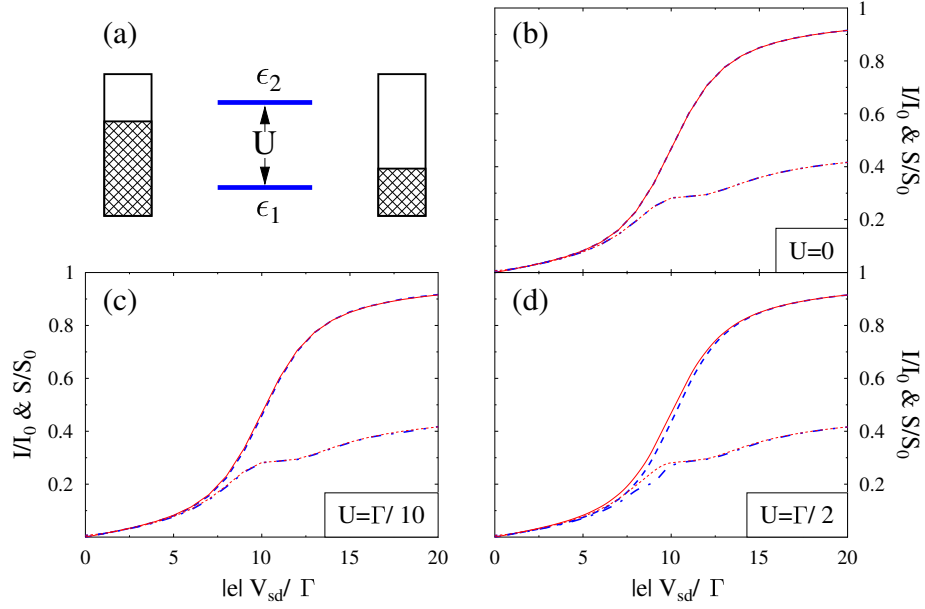 (a)
ϵ2
U
ϵ1
(b)
1
0.8
0.6
0.4
0.2
I/I0 & S/S0
U=0
(c)
1
0.8
0.6
0.4
0.2
I/I0 & S/S0
U=Γ/ 10
0 5 10 15 20
|e| Vsd/ Γ
(d)
1
0.8
0.6
0.4
0.2
I/I0 & S/S0
U=Γ/ 2
0 5 10 15 20
|e| Vsd/ Γ